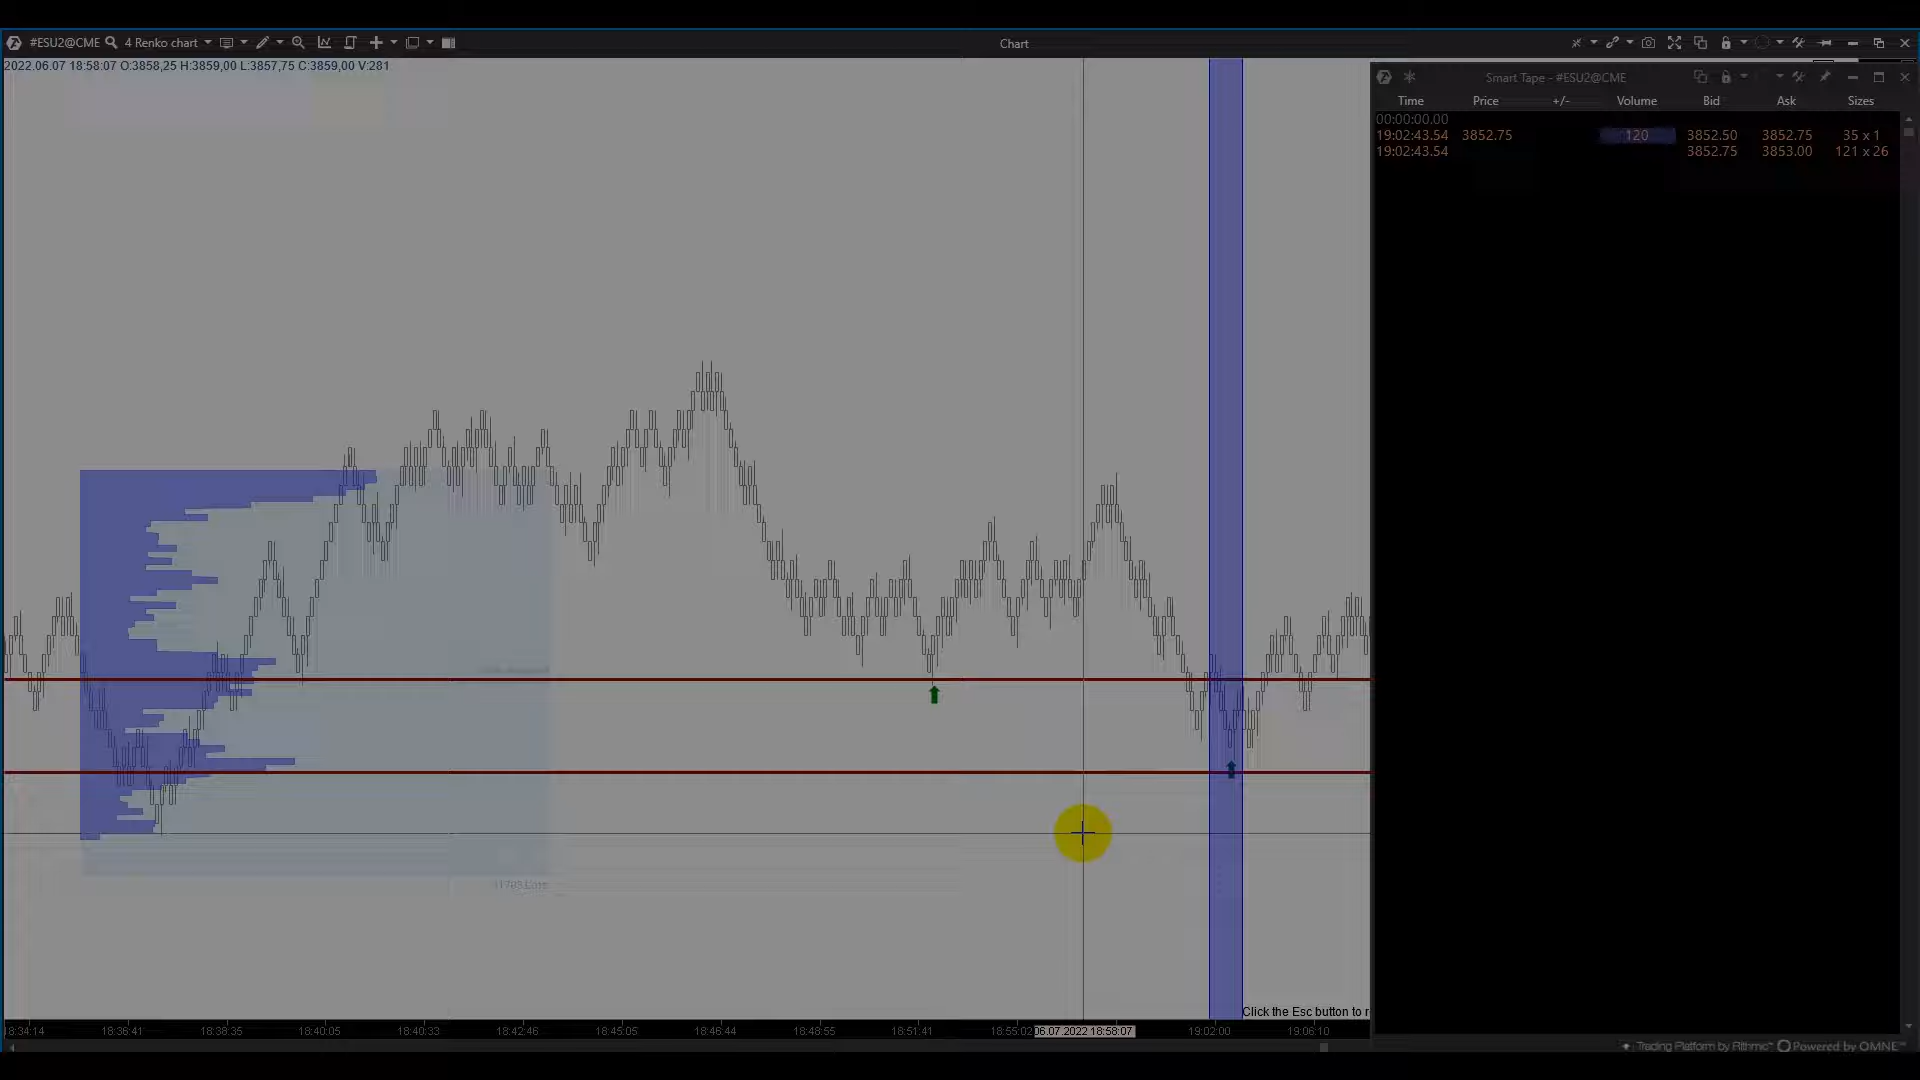 #ESU2@CME 4 Renko chart Chart
2022.06.07 18:58:07 O:3858,25 H:3859,00 L:3857,75 C:3859,00 V:281
Smart Tape - #ESU2@CME
Time Price +/- Volume Bid Ask Sizes
00:00:00.00
19:02:43.54 3852.75 120 3852.50 3852.75 35 x 1
19:02:43.54 3852.75 3853.00 121 x 26
Click the Esc button to r
18:34:14 18:36:41 18:38:35 18:40:05 18:40:33 18:42:46 18:45:05 18:46:44 18:48:55 18:51:41 18:55:02 06.07.2022 18:58:07 19:02:00 19:06:10
Trading Platform by Rithmic™ Powered by OMNE™